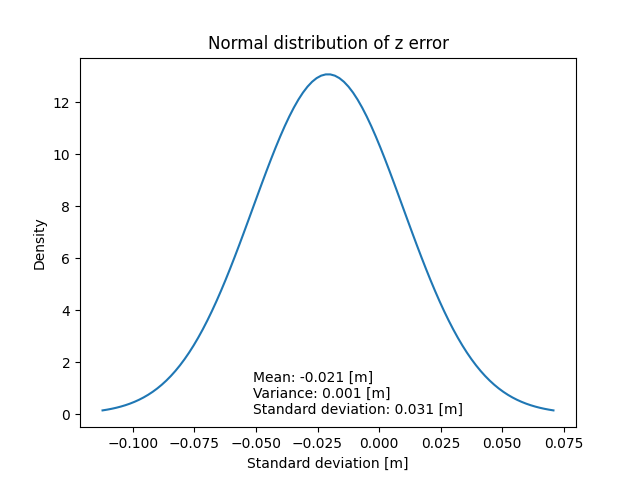 Normal distribution of z error
Density
12
10
8
6
4
2
0
Mean: -0.021 [m]
Variance: 0.001 [m]
Standard deviation: 0.031 [m]
−0.100 −0.075 −0.050 −0.025 0.000 0.025 0.050 0.075
Standard deviation [m]